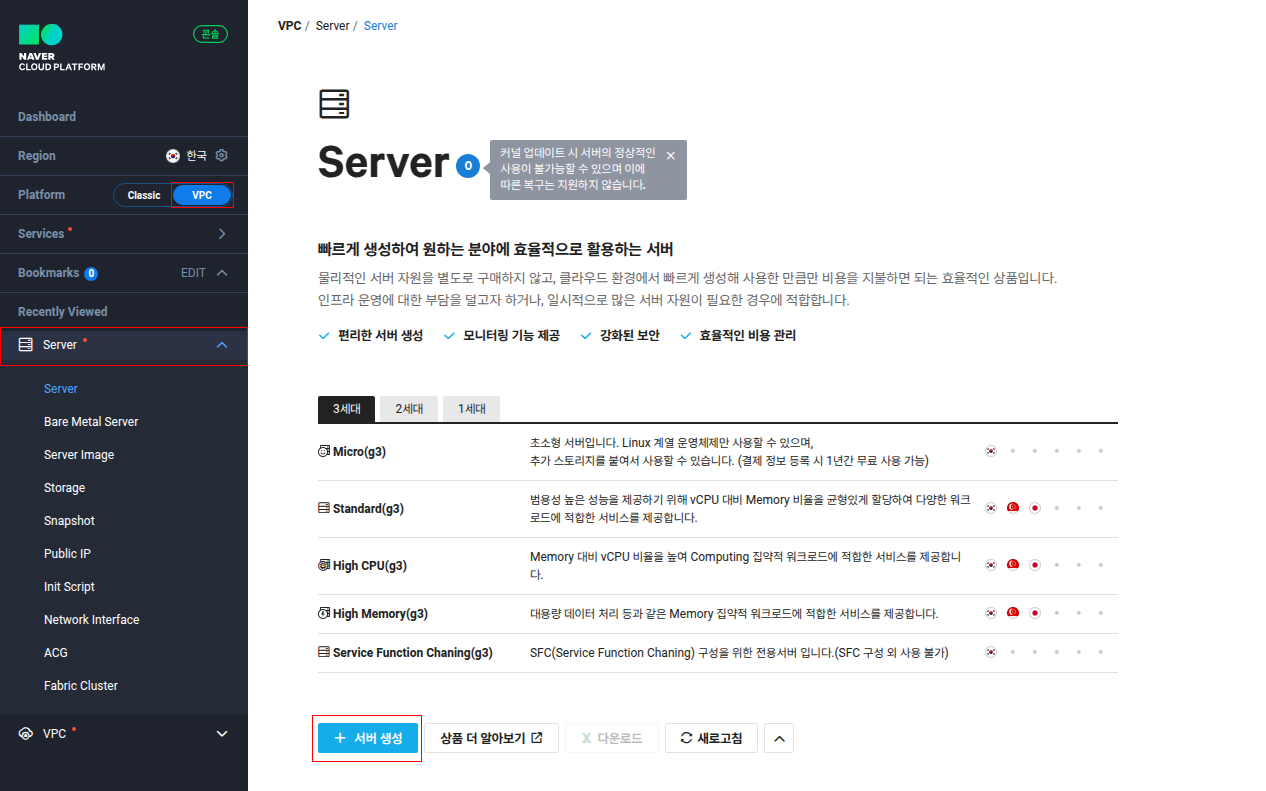 NAVER
CLOUD PLATFORM
콘솔
Dashboard
Region 한국
Platform Classic VPC
Services
Bookmarks 0 EDIT
Recently Viewed
Server
Server
Bare Metal Server
Server Image
Storage
Snapshot
Public IP
Init Script
Network Interface
ACG
Fabric Cluster
VPC
VPC / Server / Server
Server 0
커널 업데이트 시 서버의 정상적인
사용이 불가능할 수 있으며 이에
따른 복구는 지원하지 않습니다.
빠르게 생성하여 원하는 분야에 효율적으로 활용하는 서버
물리적인 서버 자원을 별도로 구매하지 않고, 클라우드 환경에서 빠르게 생성해 사용한 만큼만 비용을 지불하면 되는 효율적인 상품입니다.
인프라 운영에 대한 부담을 덜고자 하거나, 일시적으로 많은 서버 자원이 필요한 경우에 적합합니다.
편리한 서버 생성 모니터링 기능 제공 강화된 보안 효율적인 비용 관리
3세대 2세대 1세대
Micro(g3)
초소형 서버입니다. Linux 계열 운영체제만 사용할 수 있으며,
추가 스토리지를 붙여서 사용할 수 있습니다. (결제 정보 등록 시 1년간 무료 사용 가능)
Standard(g3)
범용성 높은 성능을 제공하기 위해 vCPU 대비 Memory 비율을 균형있게 할당하여 다양한 워크
로드에 적합한 서비스를 제공합니다.
High CPU(g3)
Memory 대비 vCPU 비율을 높여 Computing 집약적 워크로드에 적합한 서비스를 제공합니
다.
High Memory(g3)
대용량 데이터 처리 등과 같은 Memory 집약적 워크로드에 적합한 서비스를 제공합니다.
Service Function Chaning(g3)
SFC(Service Function Chaning) 구성을 위한 전용서버 입니다.(SFC 구성 외 사용 불가)
+ 서버 생성 상품 더 알아보기 X 다운로드 새로고침